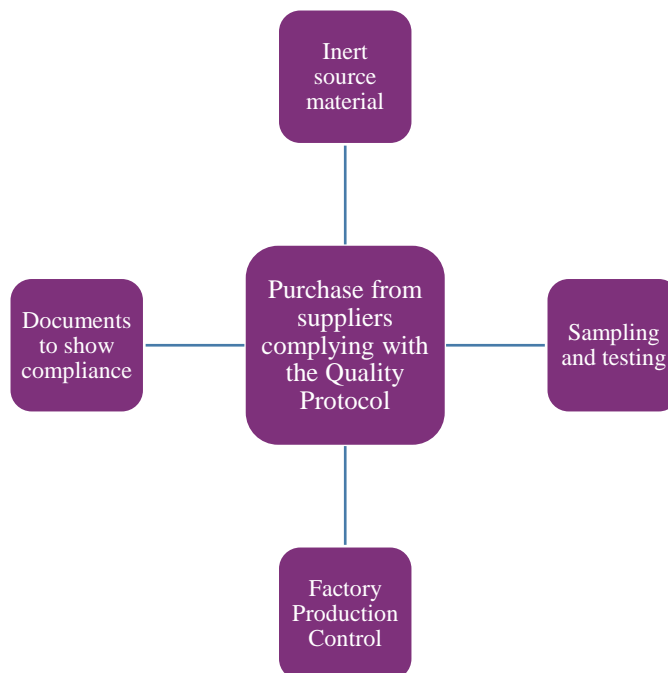 Inert
source
material
Documents
to show
compliance
Purchase from
suppliers
complying with
the Quality
Protocol
Sampling
and testing
Factory
Production
Control